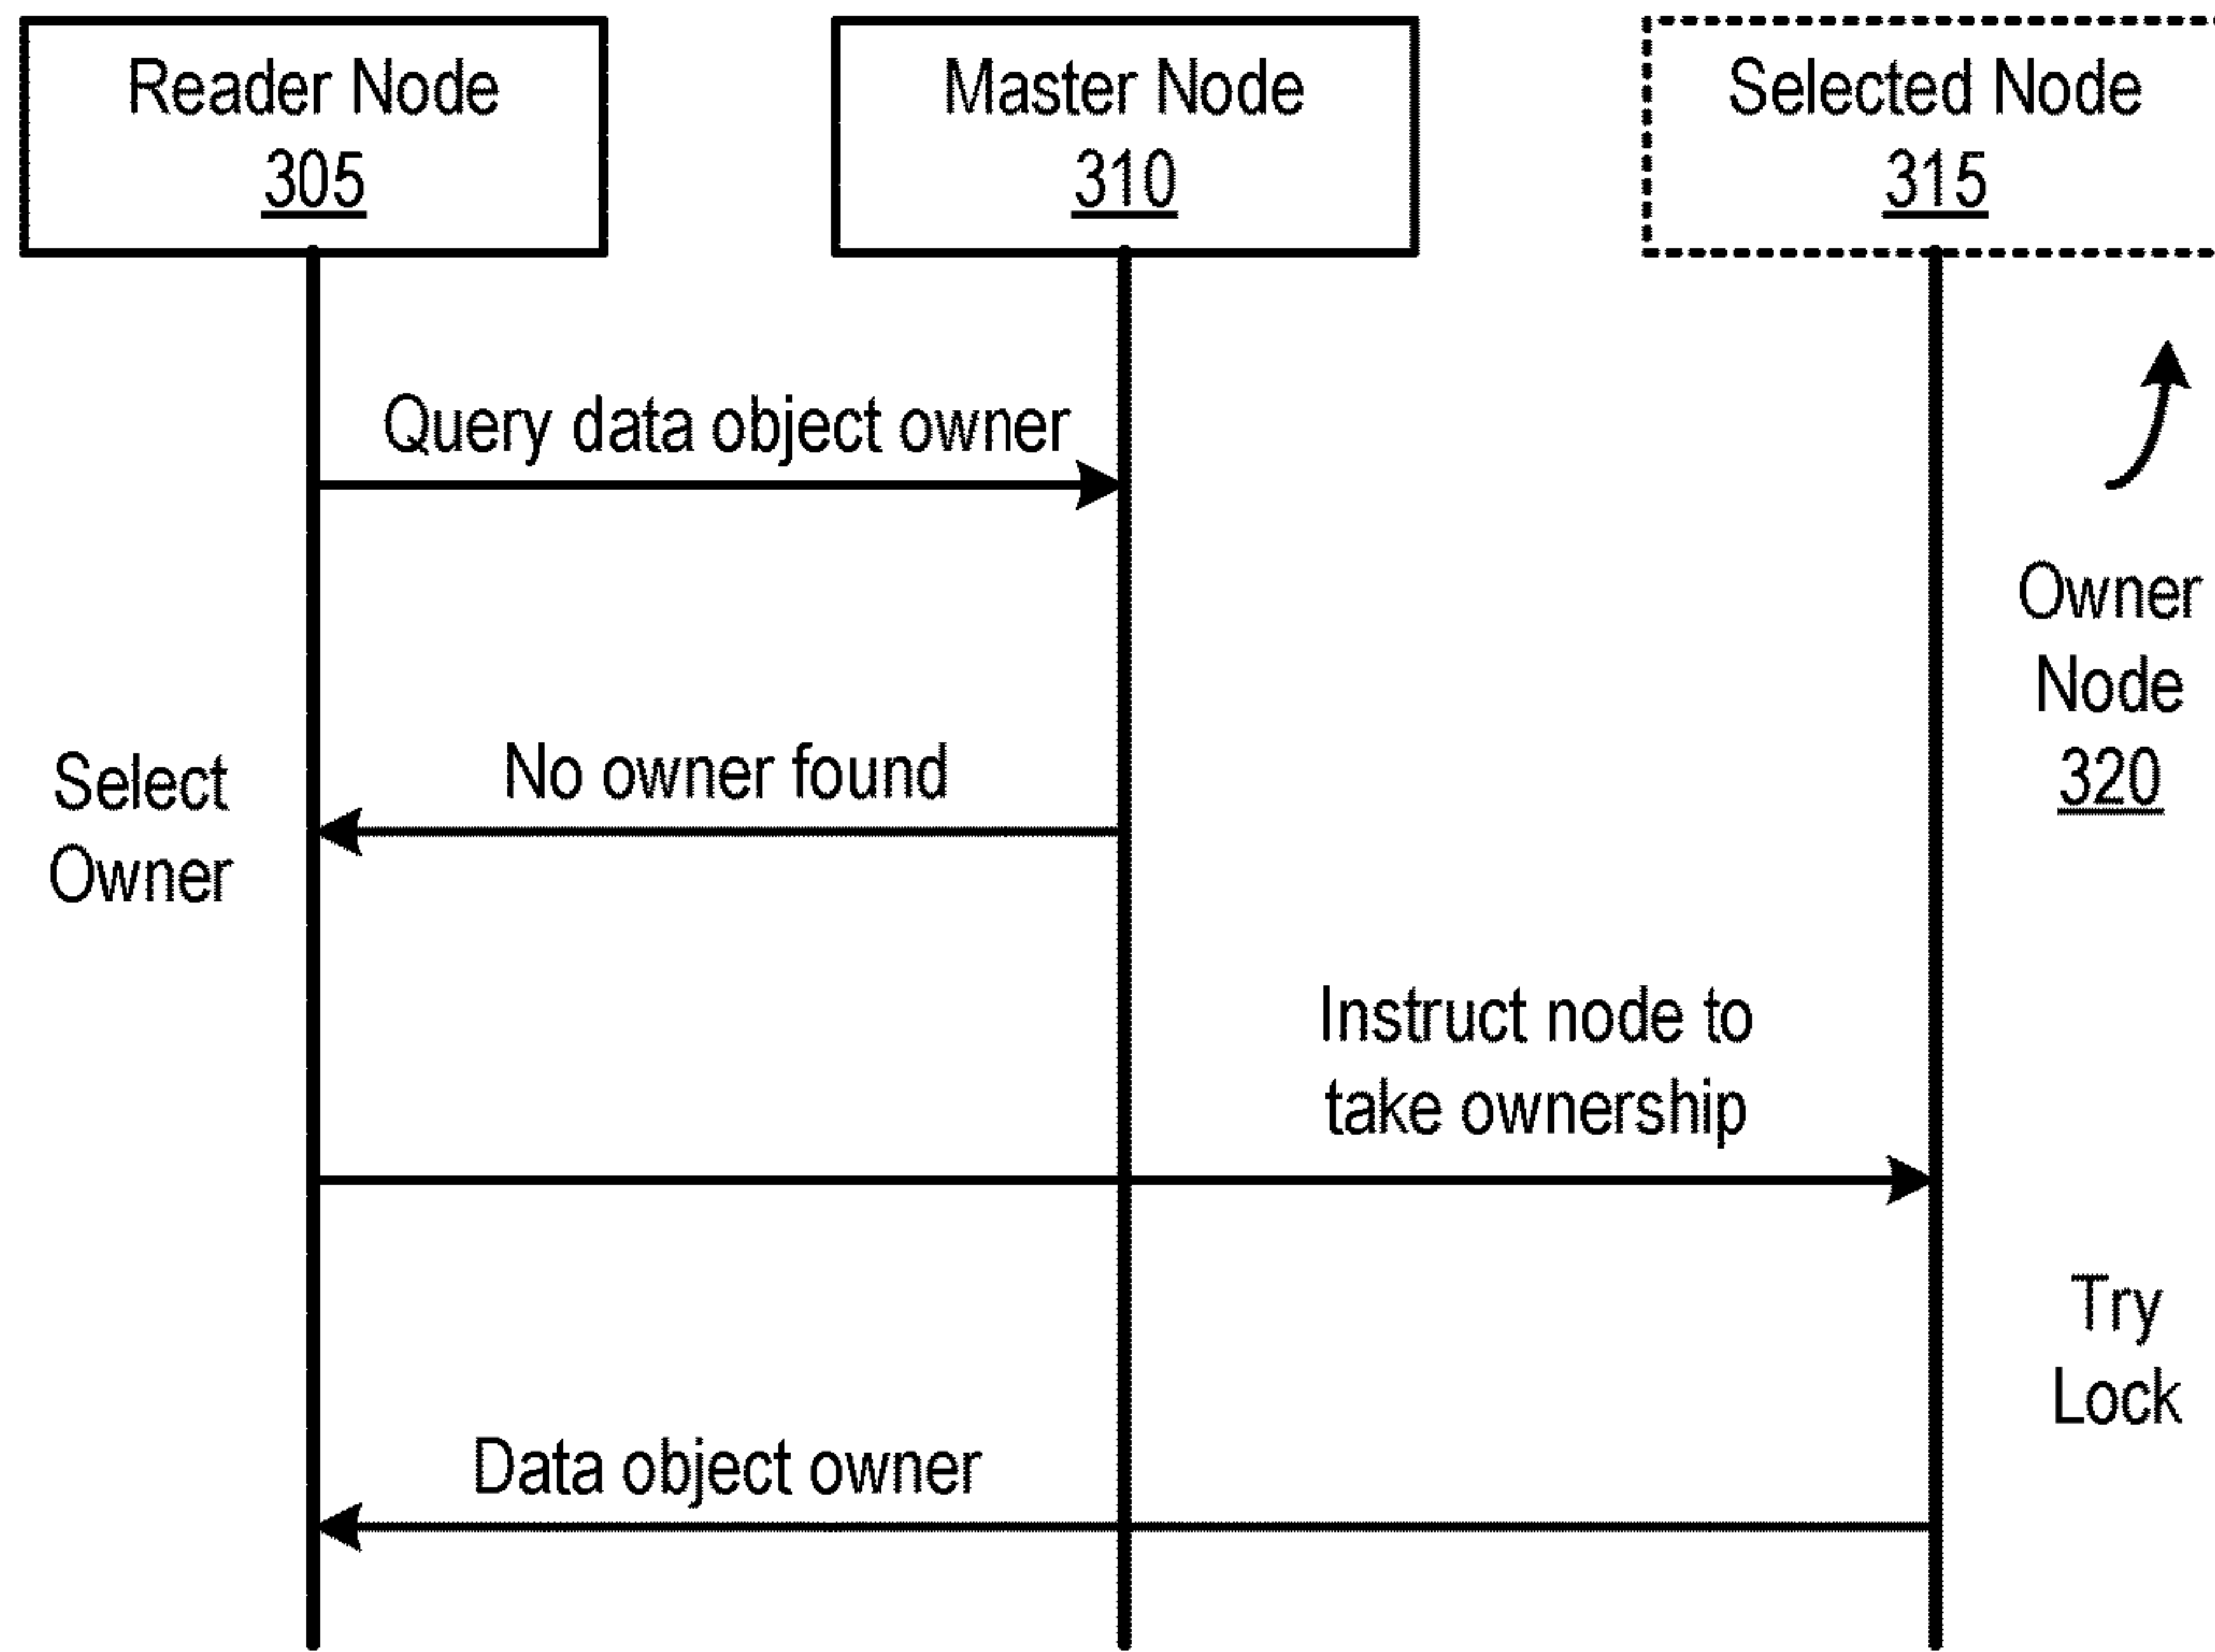 Reader Node
305
Master Node
310
Selected Node
315
Query data object owner
Owner
Node
320
No owner found
Select
Owner
Instruct node to
take ownership
Try
Lock
Data object owner